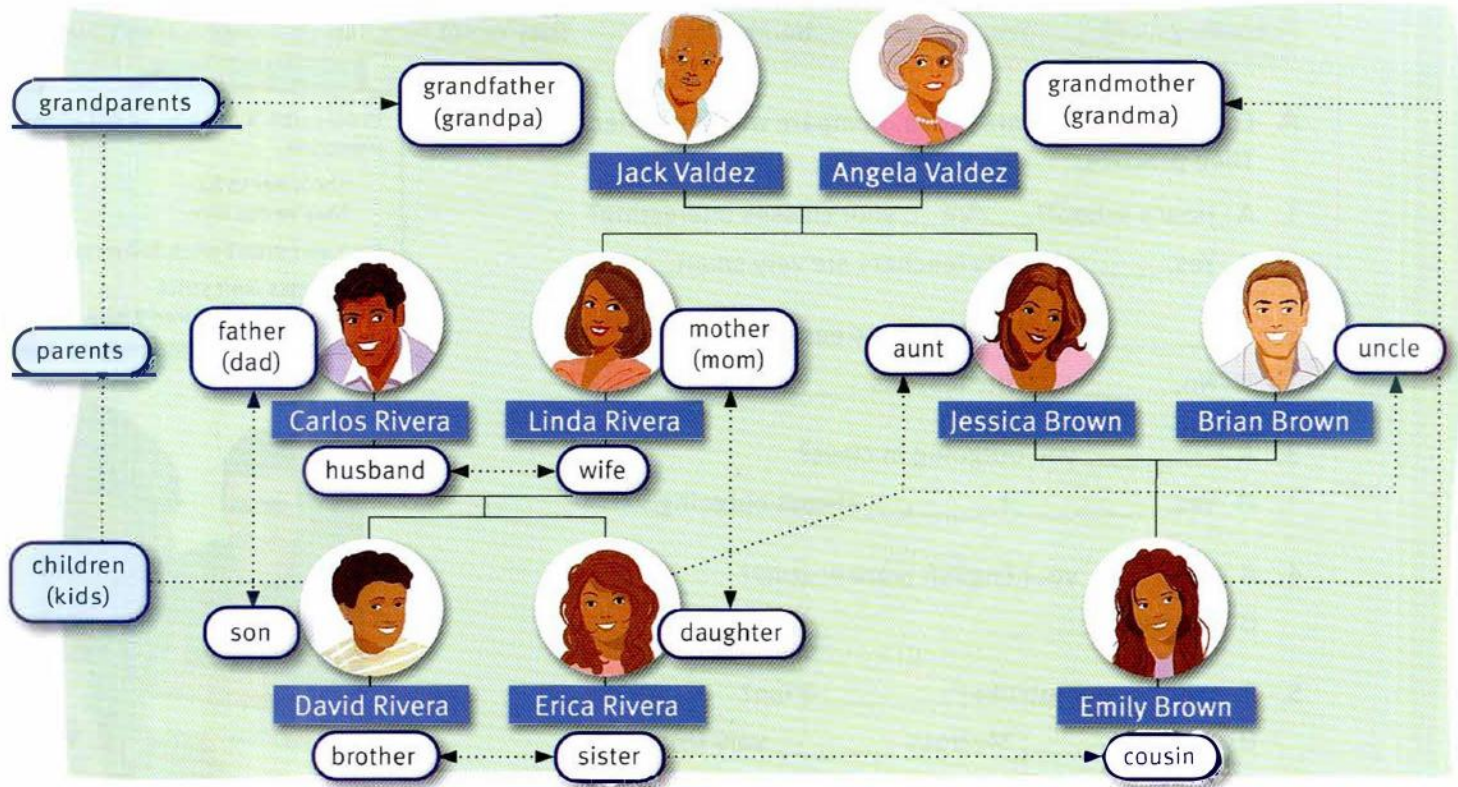 grandparents
grandfather
(grandpa)
grandmother
(grandma)
Jack Valdez
Angela Valdez
parents
father
(dad)
mother
(mom)
aunt
uncle
Carlos Rivera
Linda Rivera
Jessica Brown
Brian Brown
husband
wife
children
(kids)
son
daughter
David Rivera
Erica Rivera
Emily Brown
brother
sister
cousin